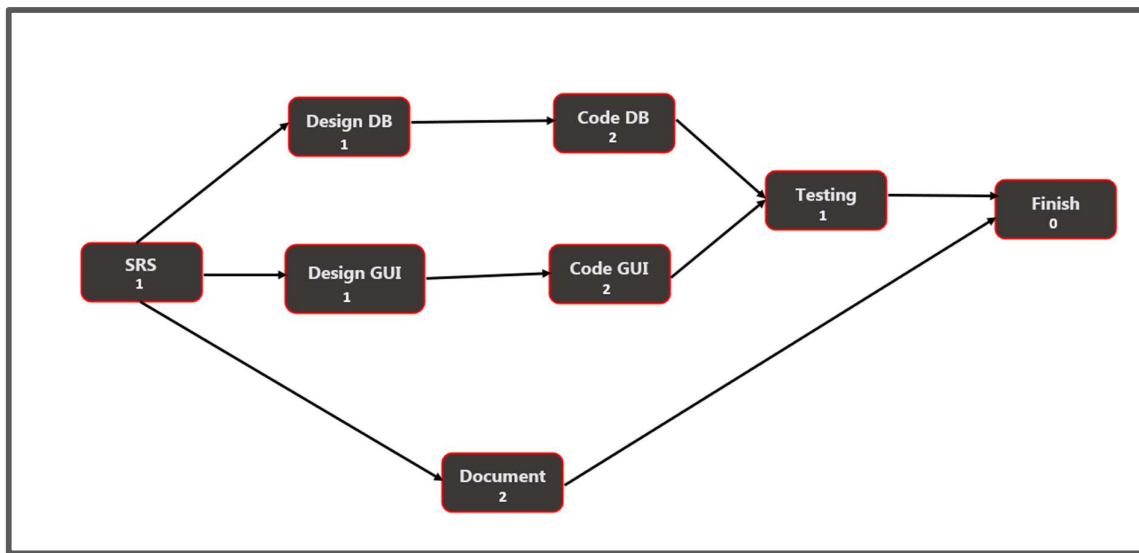 Design DB
1
Code DB
2
Testing
1
Finish
0
SRS
1
Design GUI
1
Code GUI
2
Document
2